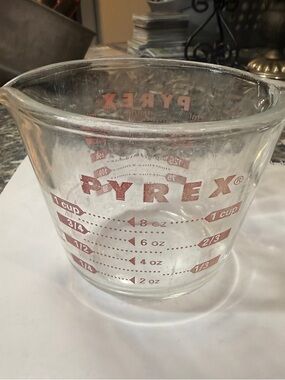 PYREX
PYREX®
1 cup 8 oz 1 cup
3/4 6 oz 2/3
1/2 4 oz 1/3
1/4 2 oz